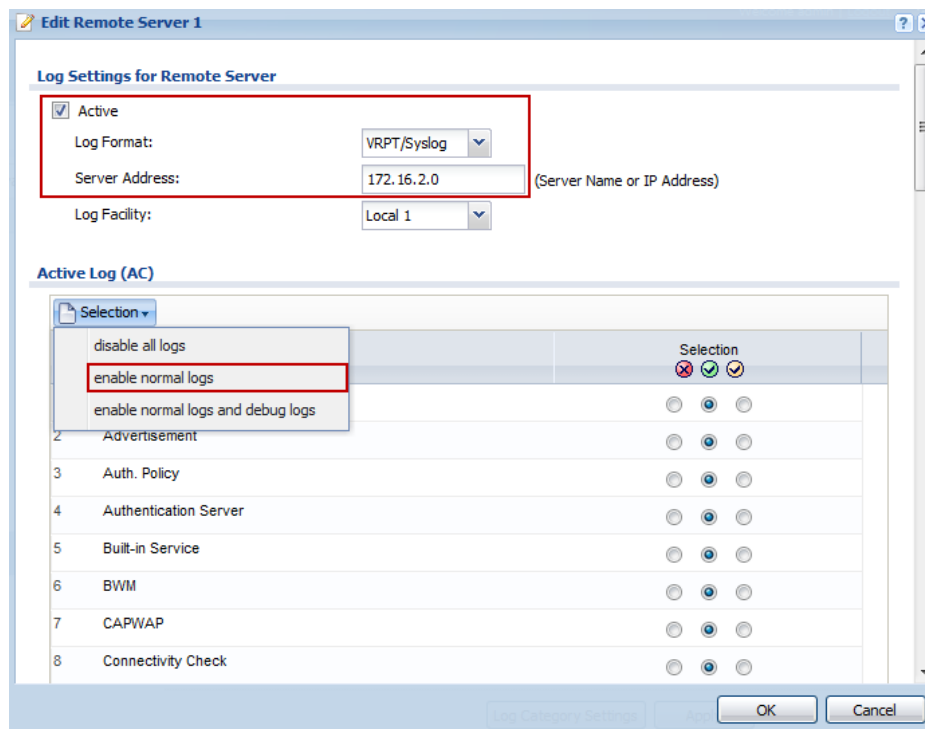 Edit Remote Server 1
?
Log Settings for Remote Server
Active
Log Format: VRPT/Syslog
Server Address: 172.16.2.0 (Server Name or IP Address)
Log Facility: Local 1
Active Log (AC)
Selection
disable all logs
Selection
enable normal logs
enable normal logs and debug logs
2 Advertisement
3 Auth. Policy
4 Authentication Server
5 Built-in Service
6 BWM
7 CAPWAP
8 Connectivity Check
Log Category Settings
OK Cancel